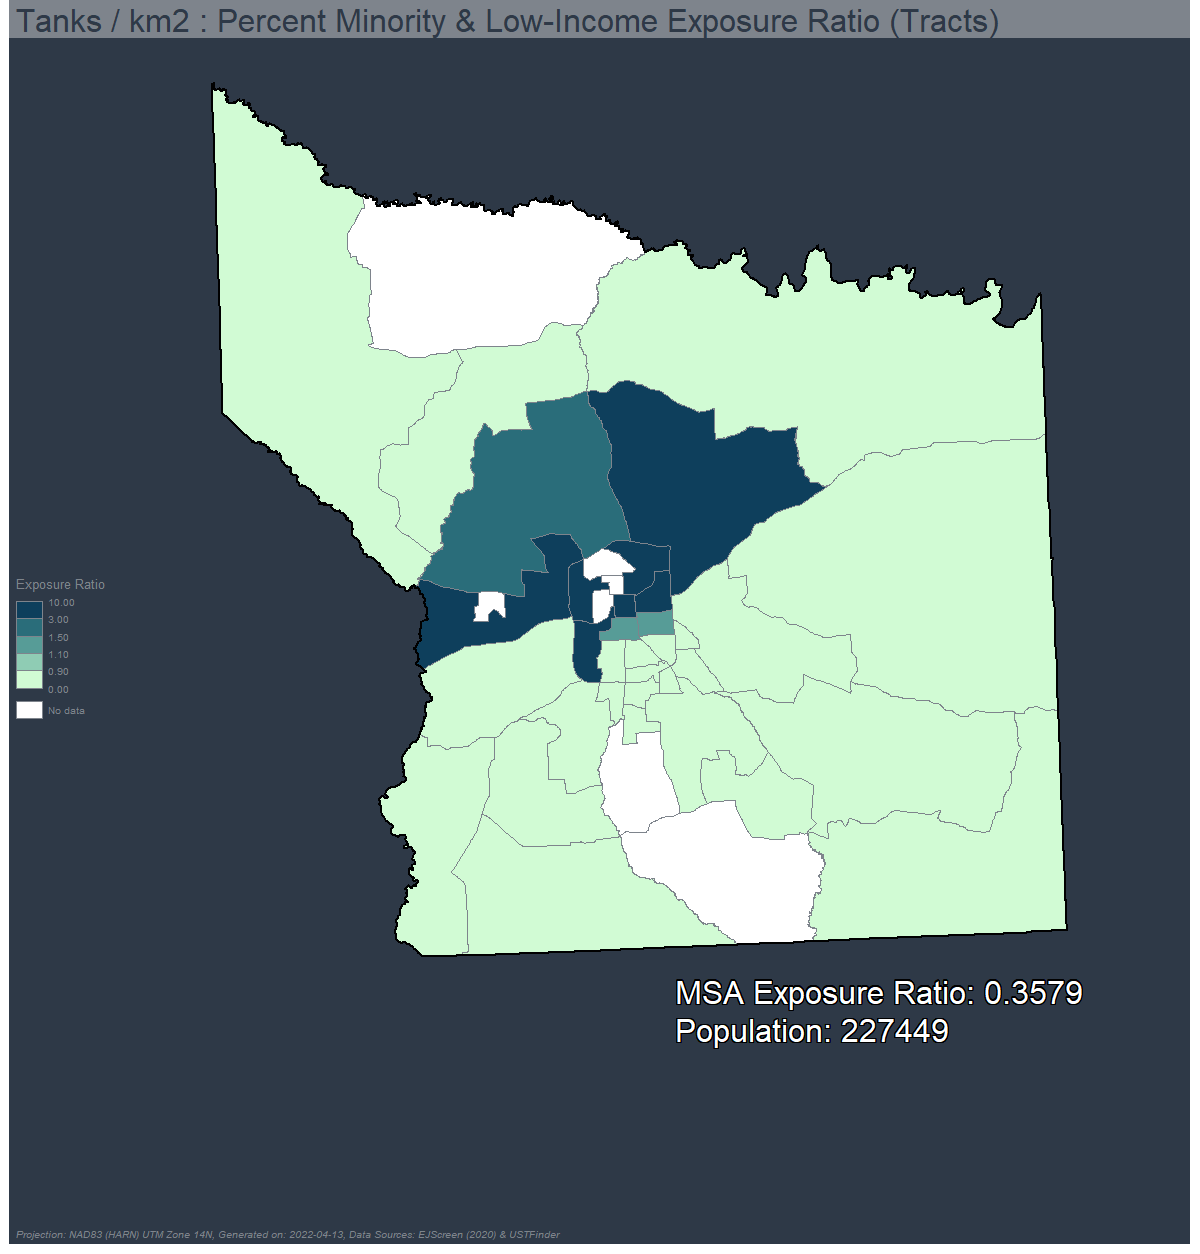 Tanks / km2 : Percent Minority & Low-Income Exposure Ratio (Tracts)
Exposure Ratio
10.00
3.00
1.50
1.10
0.90
0.00
No data
MSA Exposure Ratio: 0.3579
Population: 227449
Projection: NAD83 (HARN) UTM Zone 14N, Generated on: 2022-04-13, Data Sources: EJScreen (2020) & USTFinder